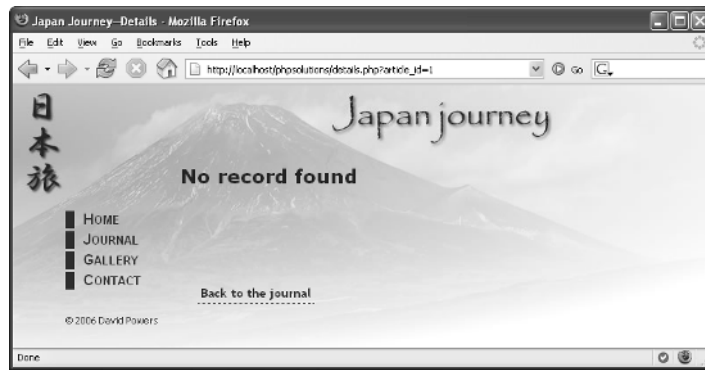 Japan Journey--Details - Mozilla Firefox
File Edit View Go Bookmarks Tools Help
http://localhost/phpsolutions/details.php?article_id=1 Go G
日本旅
Japan journey
No record found
HOME
JOURNAL
GALLERY
CONTACT
Back to the journal
© 2006 David Powers
Done